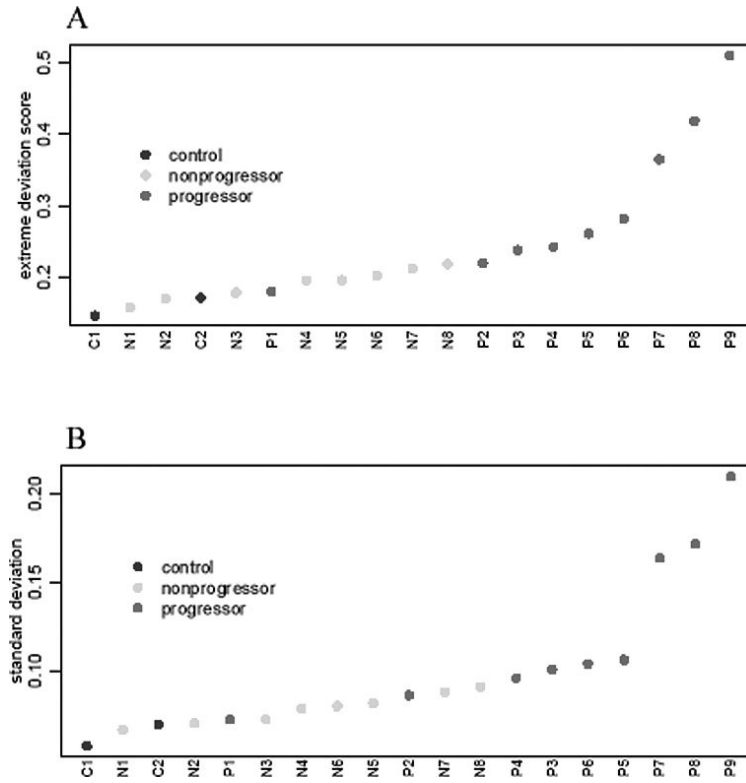 A
extreme deviation score
0.5
0.4
0.3
0.2
control
nonprogressor
progressor
C1 N1 N2 C2 N3 P1 N4 N5 N6 N7 N8 P2 P3 P4 P5 P6 P7 P8 P9
B
standard deviation
0.20
0.15
0.10
control
nonprogressor
progressor
C1 N1 C2 N2 P1 N3 N4 N6 N5 P2 N7 N8 P4 P3 P6 P5 P7 P8 P9